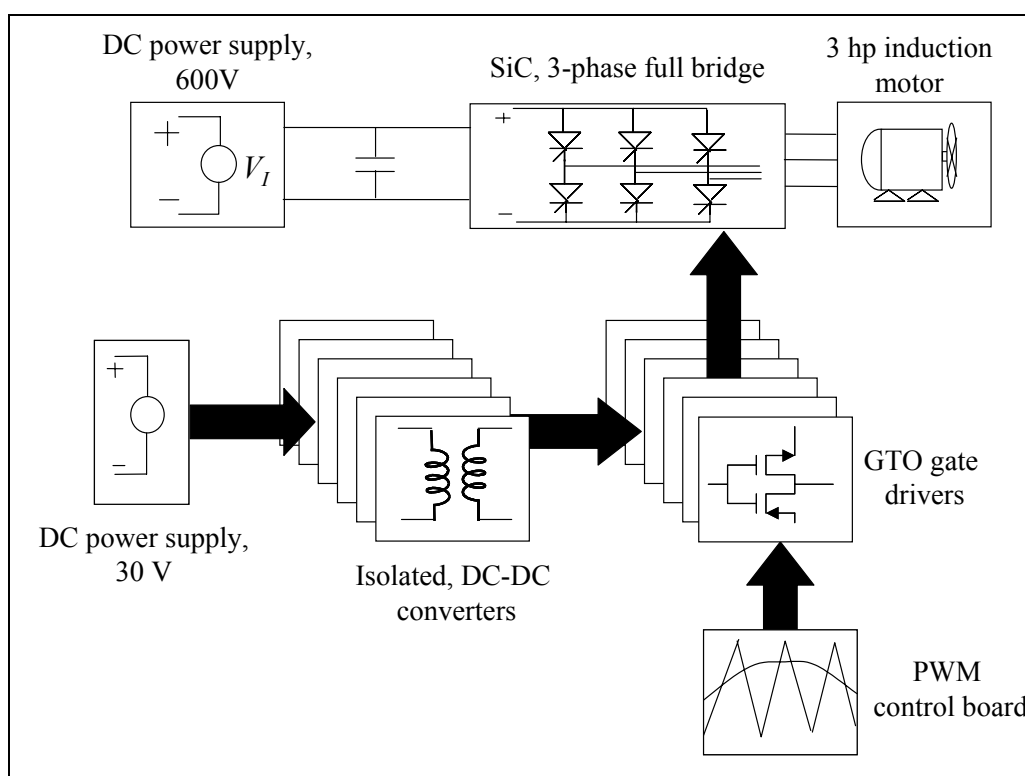 DC power supply,
600V
SiC, 3-phase full bridge
3 hp induction
motor
+
−
V_I
+
−
+
−
DC power supply,
30 V
Isolated, DC-DC
converters
GTO gate
drivers
PWM
control board